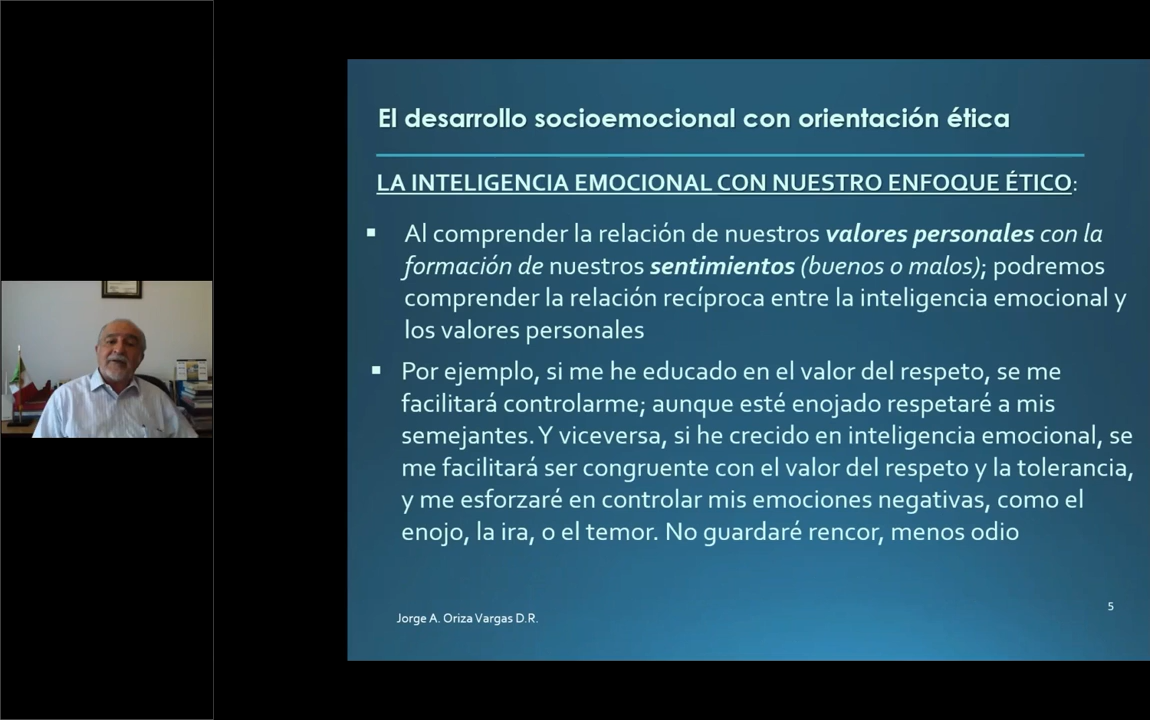 El desarrollo socioemocional con orientación ética
LA INTELIGENCIA EMOCIONAL CON NUESTRO ENFOQUE ÉTICO:
▪ Al comprender la relación de nuestros valores personales con la
formación de nuestros sentimientos (buenos o malos); podremos
comprender la relación recíproca entre la inteligencia emocional y
los valores personales
▪ Por ejemplo, si me he educado en el valor del respeto, se me
facilitará controlarme; aunque esté enojado respetaré a mis
semejantes. Y viceversa, si he crecido en inteligencia emocional, se
me facilitará ser congruente con el valor del respeto y la tolerancia,
y me esforzaré en controlar mis emociones negativas, como el
enojo, la ira, o el temor. No guardaré rencor, menos odio
5
Jorge A. Oriza Vargas D.R.